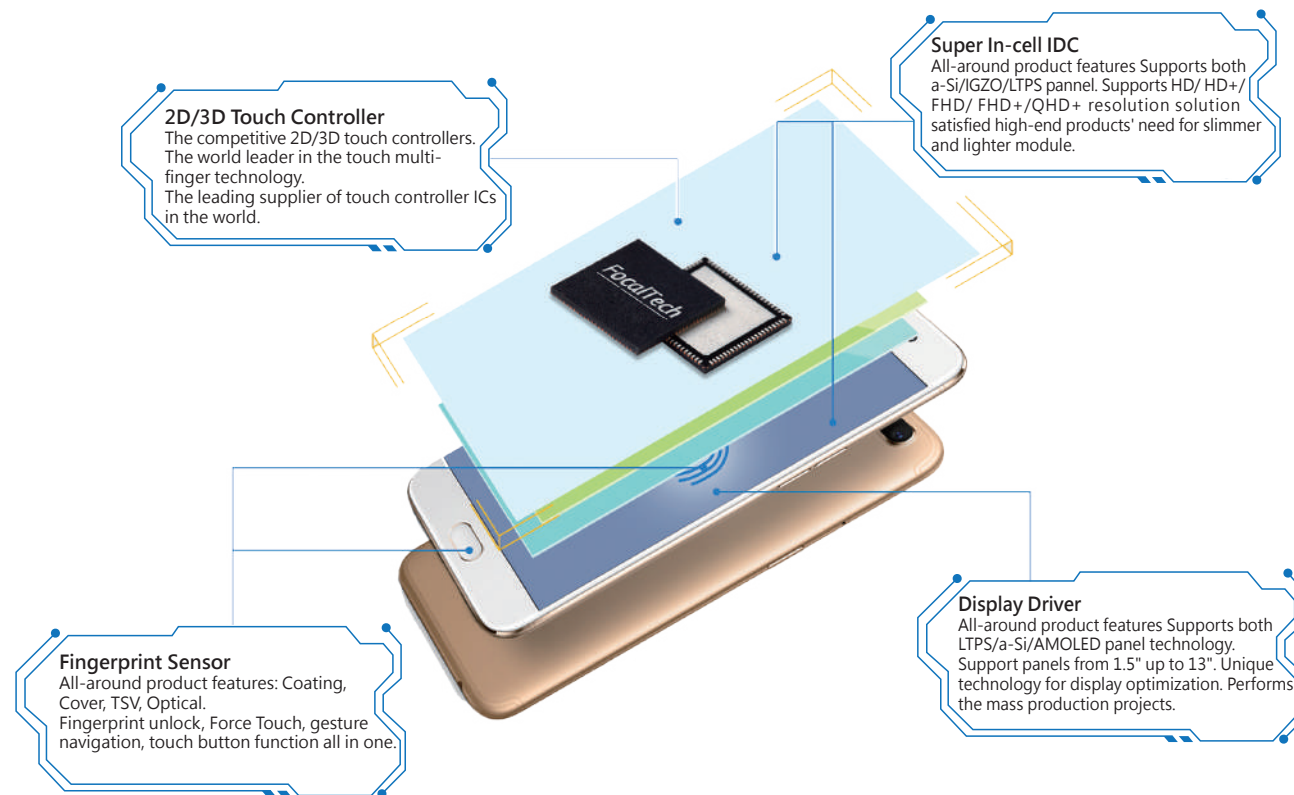 Super In-cell IDC
All-around product features Supports both
a-Si/IGZO/LTPS pannel. Supports HD/ HD+/
FHD/ FHD+/QHD+ resolution solution
satisfied high-end products' need for slimmer
and lighter module.
2D/3D Touch Controller
The competitive 2D/3D touch controllers.
The world leader in the touch multi-
finger technology.
The leading supplier of touch controller ICs
in the world.
FocalTech
Display Driver
All-around product features Supports both
LTPS/a-Si/AMOLED panel technology.
Support panels from 1.5" up to 13". Unique
technology for display optimization. Performs
the mass production projects.
Fingerprint Sensor
All-around product features: Coating,
Cover, TSV, Optical.
Fingerprint unlock, Force Touch, gesture
navigation, touch button function all in one.